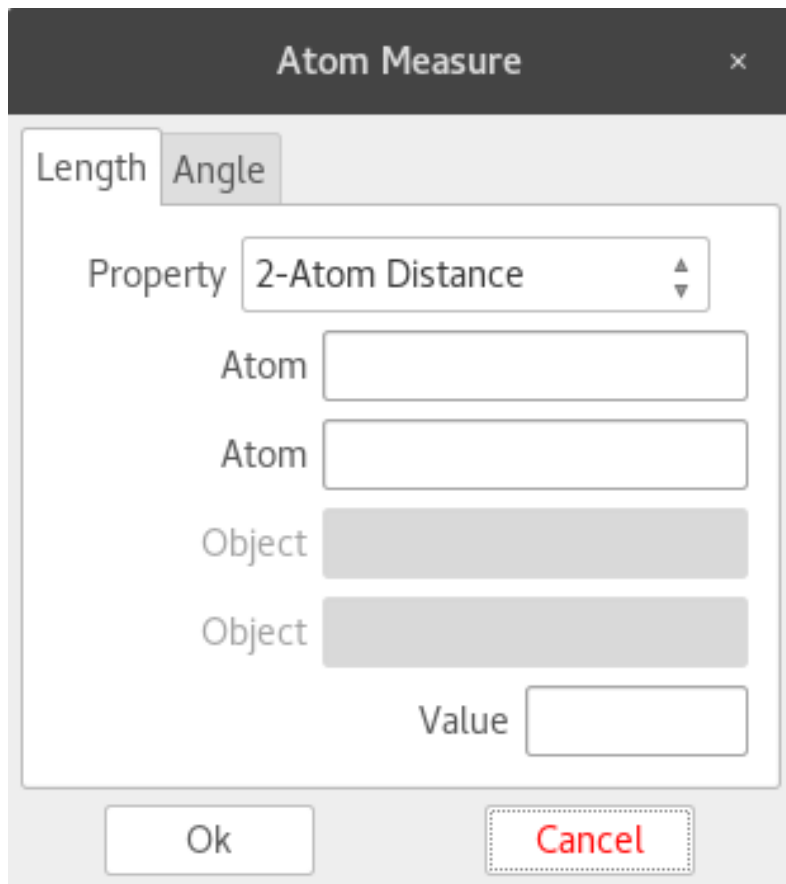 Atom Measure ×
Length Angle
Property 2-Atom Distance
Atom
Atom
Object
Object
Value
Ok Cancel